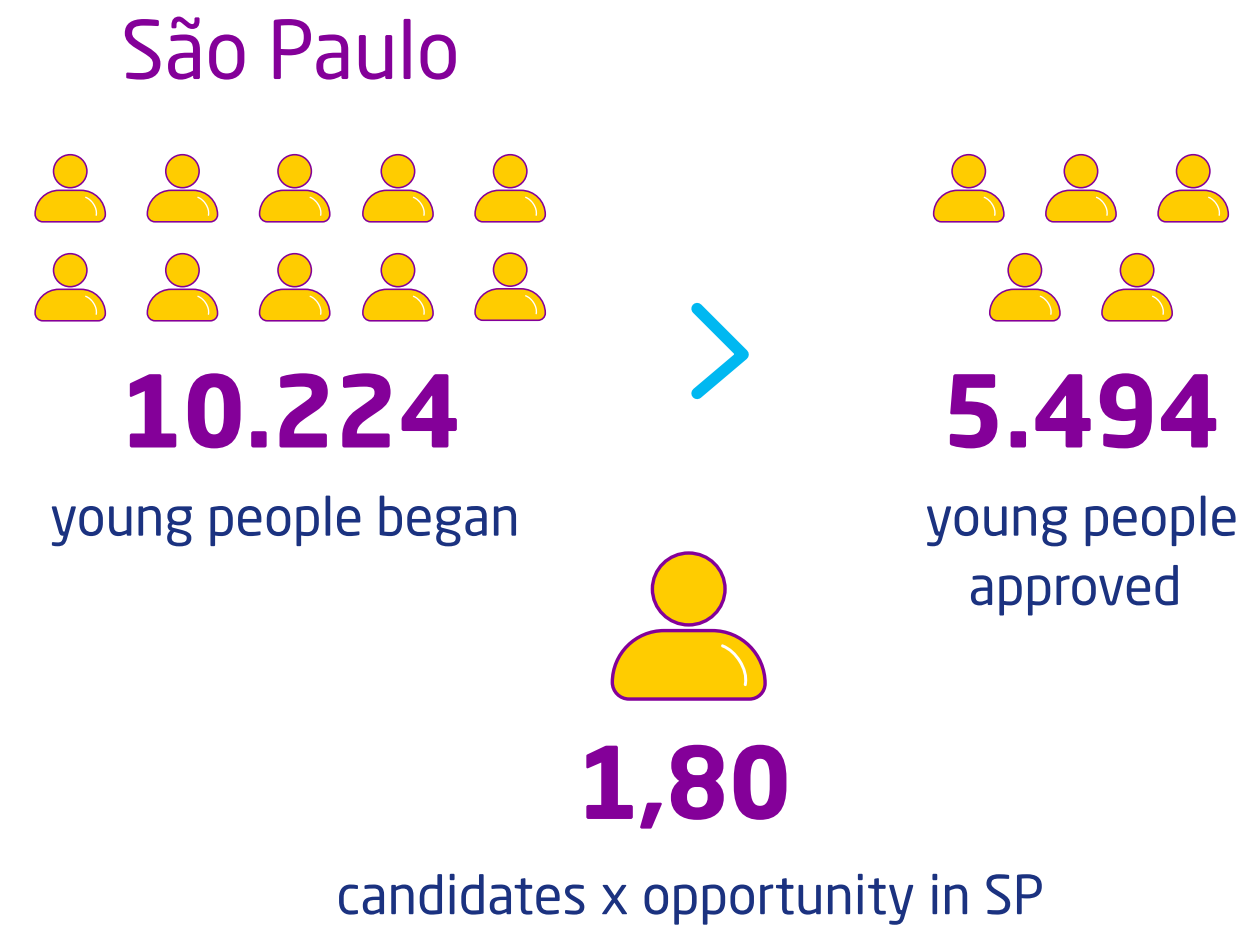 São Paulo
10.224
young people began
5.494
young people
approved
1,80
candidates x opportunity in SP